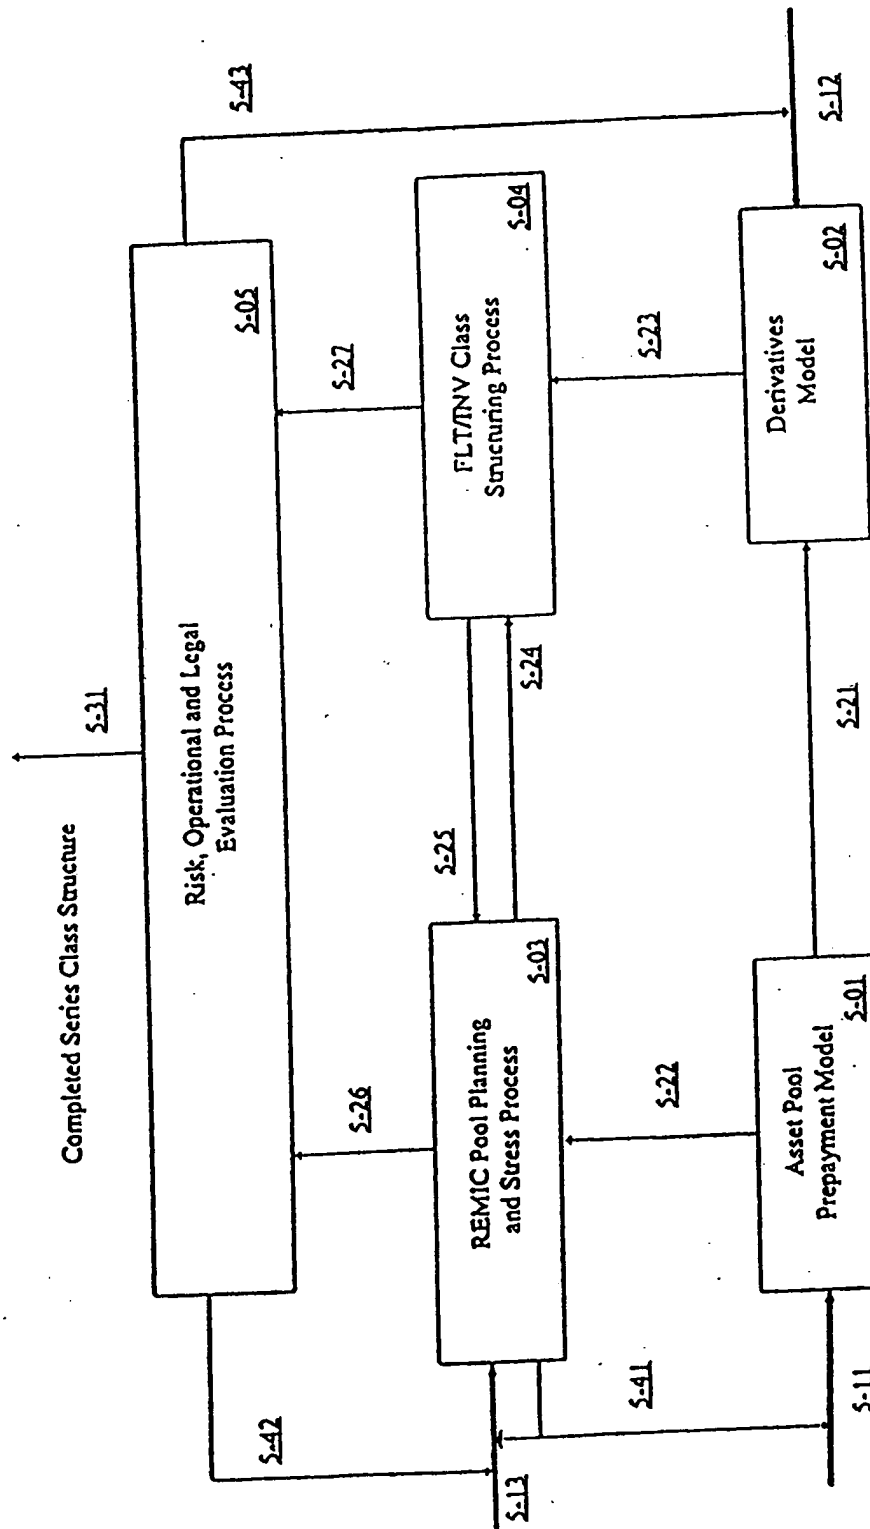 Completed Series Class Structure
5-31
Risk, Operational and Legal
Evaluation Process
5-05
5-42
5-26
5-27
5-43
REMIC Pool Planning
and Stress Process
5-03
5-25
5-24
FLT/INV Class
Structuring Process
5-04
5-13
5-41
5-22
5-23
Asset Pool
Prepayment Model
5-01
5-21
Derivatives
Model
5-02
5-11
5-12